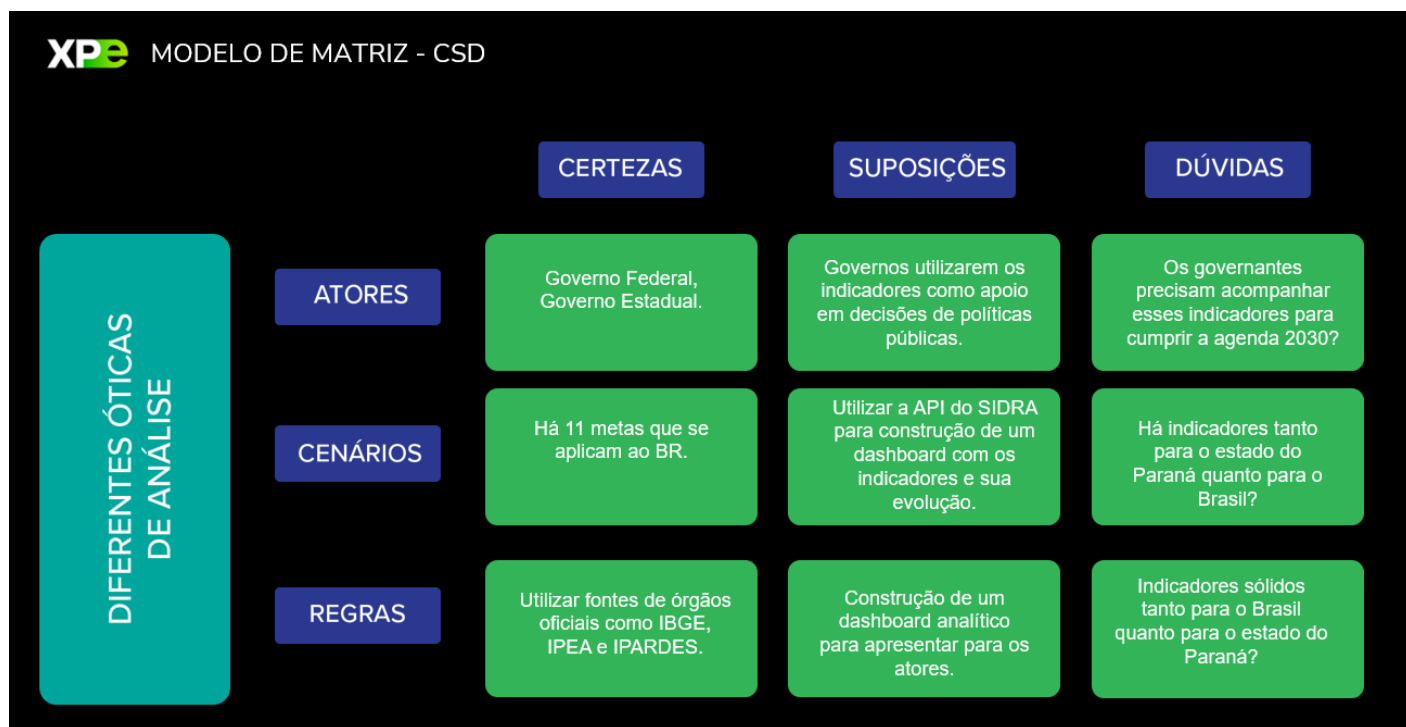 XPe MODELO DE MATRIZ - CSD
CERTEZAS
SUPOSIÇÕES
DÚVIDAS
DIFERENTES ÓTICAS
DE ANÁLISE
ATORES
Governo Federal,
Governo Estadual.
Governos utilizarem os
indicadores como apoio
em decisões de políticas
públicas.
Os governantes
precisam acompanhar
esses indicadores para
cumprir a agenda 2030?
CENÁRIOS
Há 11 metas que se
aplicam ao BR.
Utilizar a API do SIDRA
para construção de um
dashboard com os
indicadores e sua
evolução.
Há indicadores tanto
para o estado do
Paraná quanto para o
Brasil?
REGRAS
Utilizar fontes de órgãos
oficiais como IBGE,
IPEA e IPARDES.
Construção de um
dashboard analítico
para apresentar para os
atores.
Indicadores sólidos
tanto para o Brasil
quanto para o estado do
Paraná?